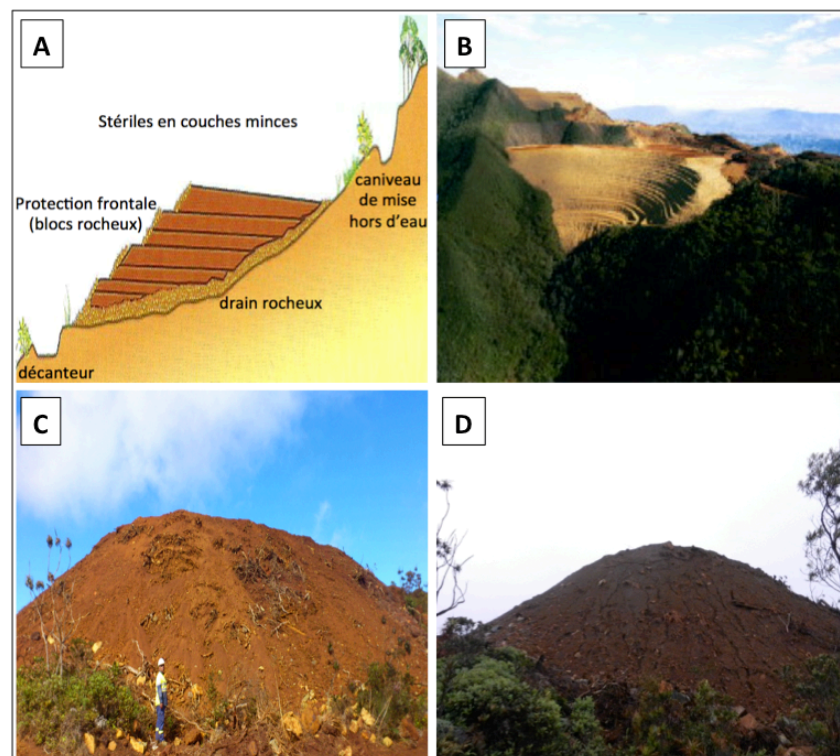 A
Stériles en couches minces
Protection frontale
(blocs rocheux)
caniveau
de mise
hors d'eau
drain rocheux
décanteur
B
C
D